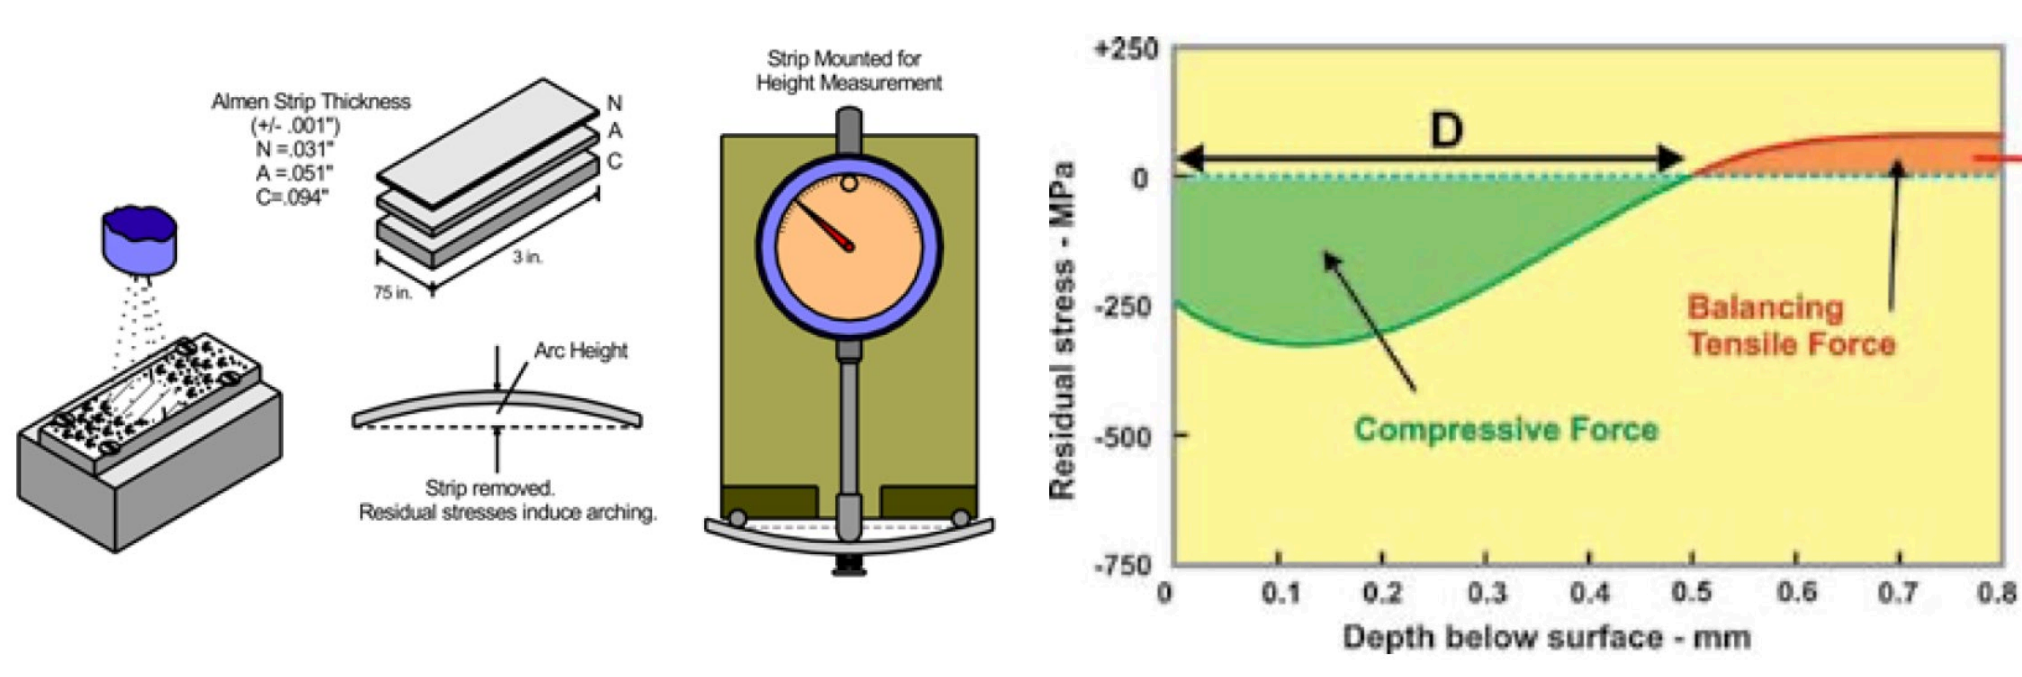 Almen Strip Thickness
(+/- .001")
N =.031"
A =.051"
C=.094"
N
A
C
3 in.
75 in.
Arc Height
Strip removed.
Residual stresses induce arching.
Strip Mounted for
Height Measurement
Residual stress - MPa
+250
0
-250
-500
-750
D
Balancing
Tensile Force
Compressive Force
0 0.1 0.2 0.3 0.4 0.5 0.6 0.7 0.8
Depth below surface - mm